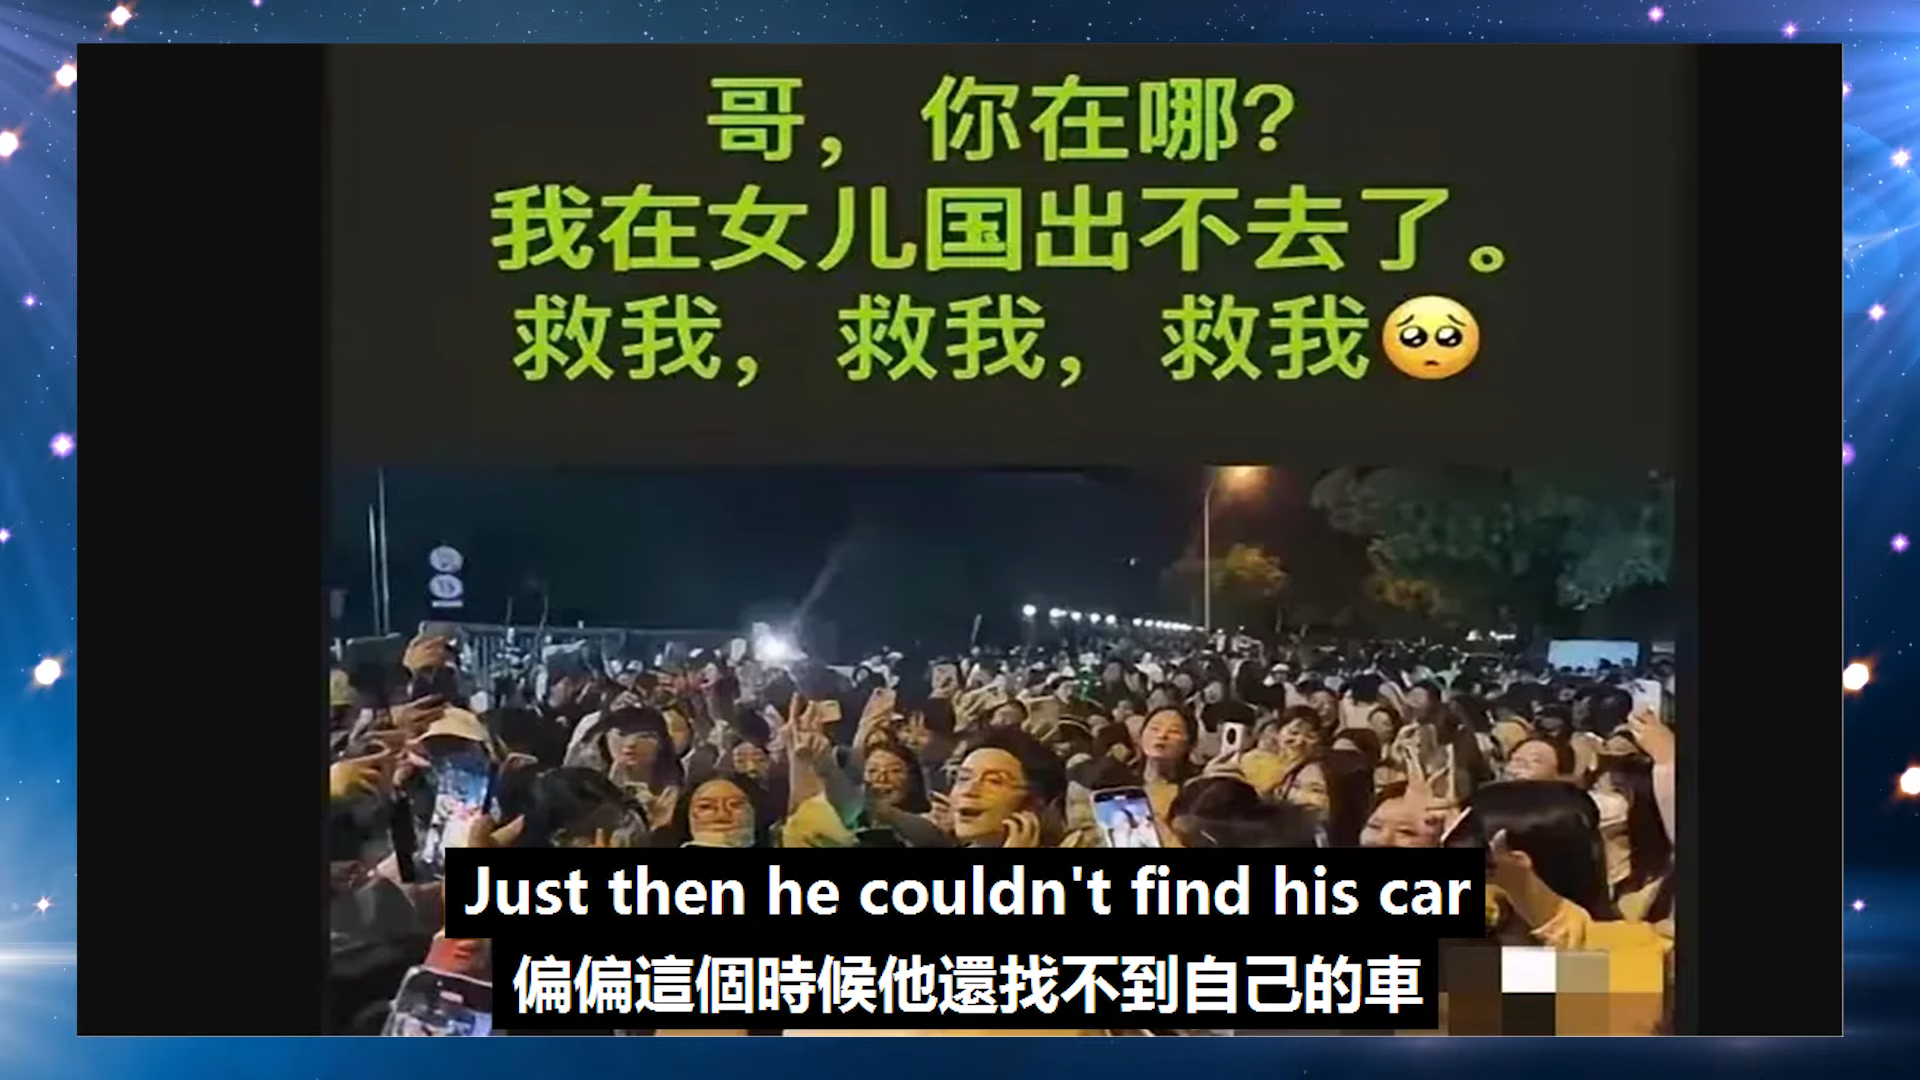 哥，你在哪？
我在女儿国出不去了。
救我，救我，救我🥺
Just then he couldn't find his car
偏偏這個時候他還找不到自己的車